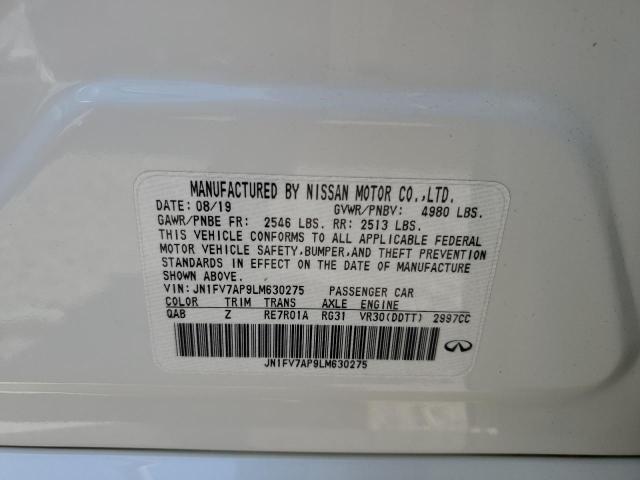 MANUFACTURED BY NISSAN MOTOR CO.,LTD.
DATE: 08/19 GVWR/PNBV: 4980 LBS.
GAWR/PNBE FR: 2546 LBS. RR: 2513 LBS.
THIS VEHICLE CONFORMS TO ALL APPLICABLE FEDERAL
MOTOR VEHICLE SAFETY,BUMPER,AND THEFT PREVENTION
STANDARDS IN EFFECT ON THE DATE OF MANUFACTURE
SHOWN ABOVE.
VIN: JN1FV7AP9LM630275 PASSENGER CAR
COLOR TRIM TRANS AXLE ENGINE
QAB Z RE7R01A RG31 VR30(DDTT) 2997CC
JN1FV7AP9LM630275